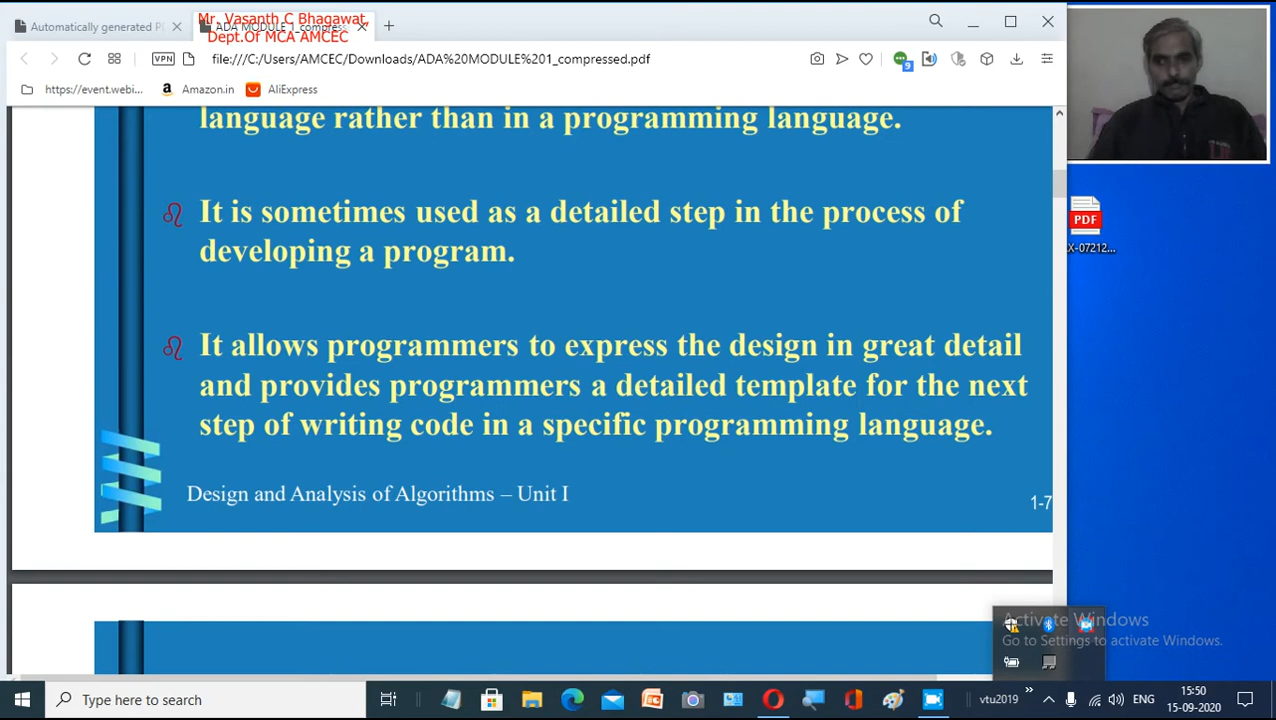 Automatically generated P
Mr. Vasanth C Bhagawat,
Dept.Of MCA AMCEC
ADA MODULE 1_compress
VPN
file:///C:/Users/AMCEC/Downloads/ADA%20MODULE%201_compressed.pdf
9
https://event.webi...
Amazon.in
AliExpress
language rather than in a programming language.
It is sometimes used as a detailed step in the process of
developing a program.
It allows programmers to express the design in great detail
and provides programmers a detailed template for the next
step of writing code in a specific programming language.
Design and Analysis of Algorithms – Unit I
1-7
PDF
X-07212...
Activate Windows
Go to Settings to activate Windows.
Type here to search
vtu2019
ENG
15:50
15-09-2020